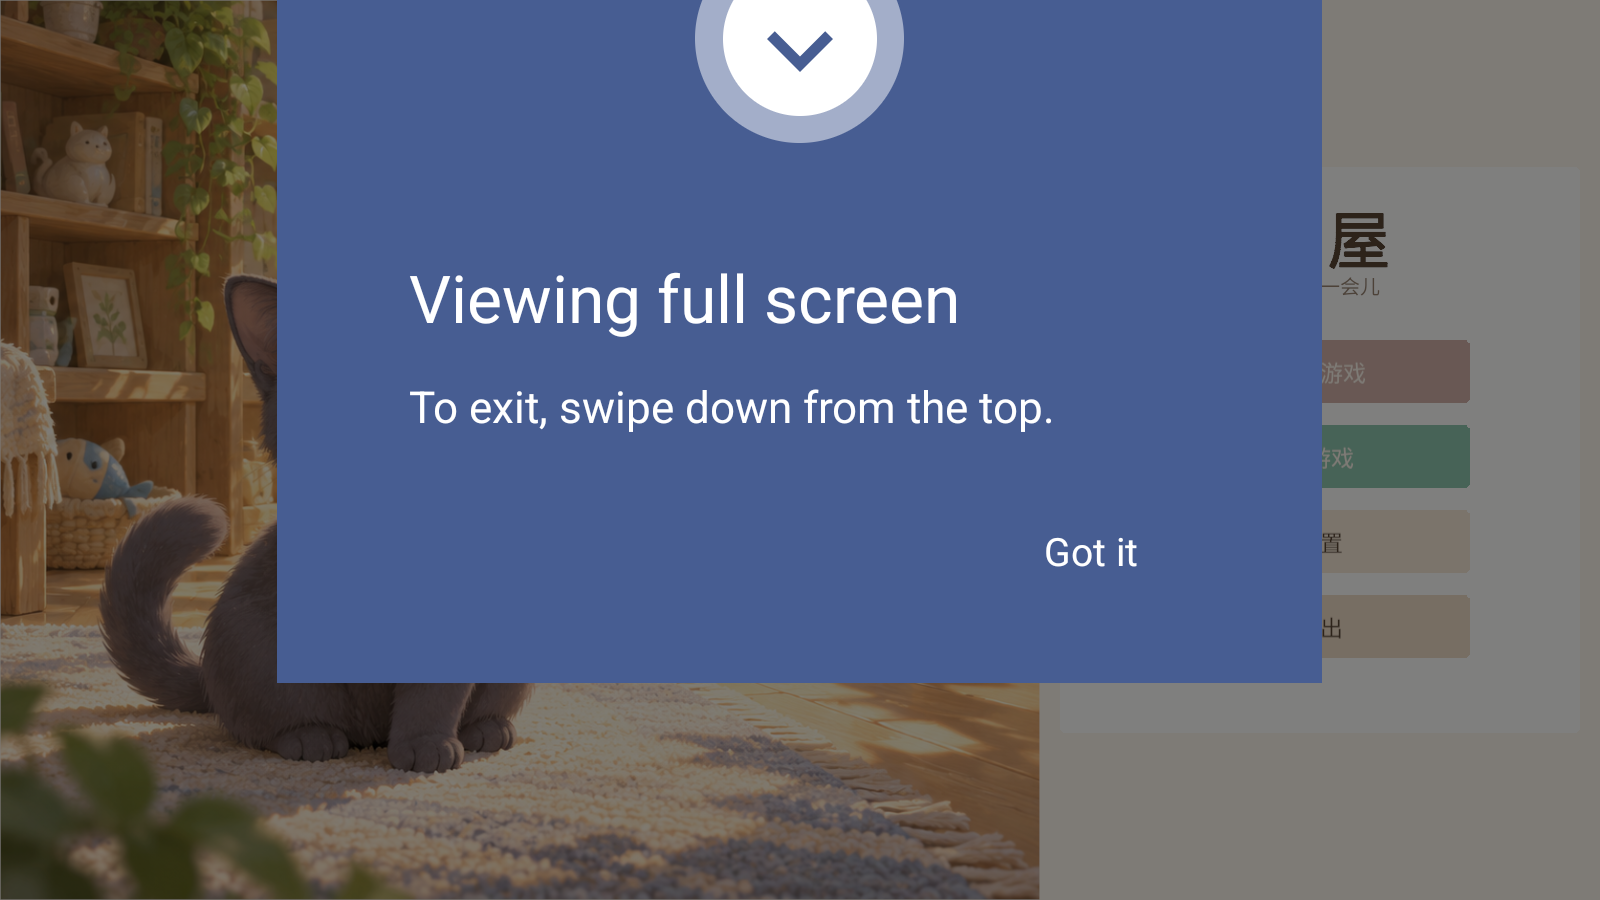 Viewing full screen
To exit, swipe down from the top.
Got it
屋
一会儿
游戏
游戏
置
出